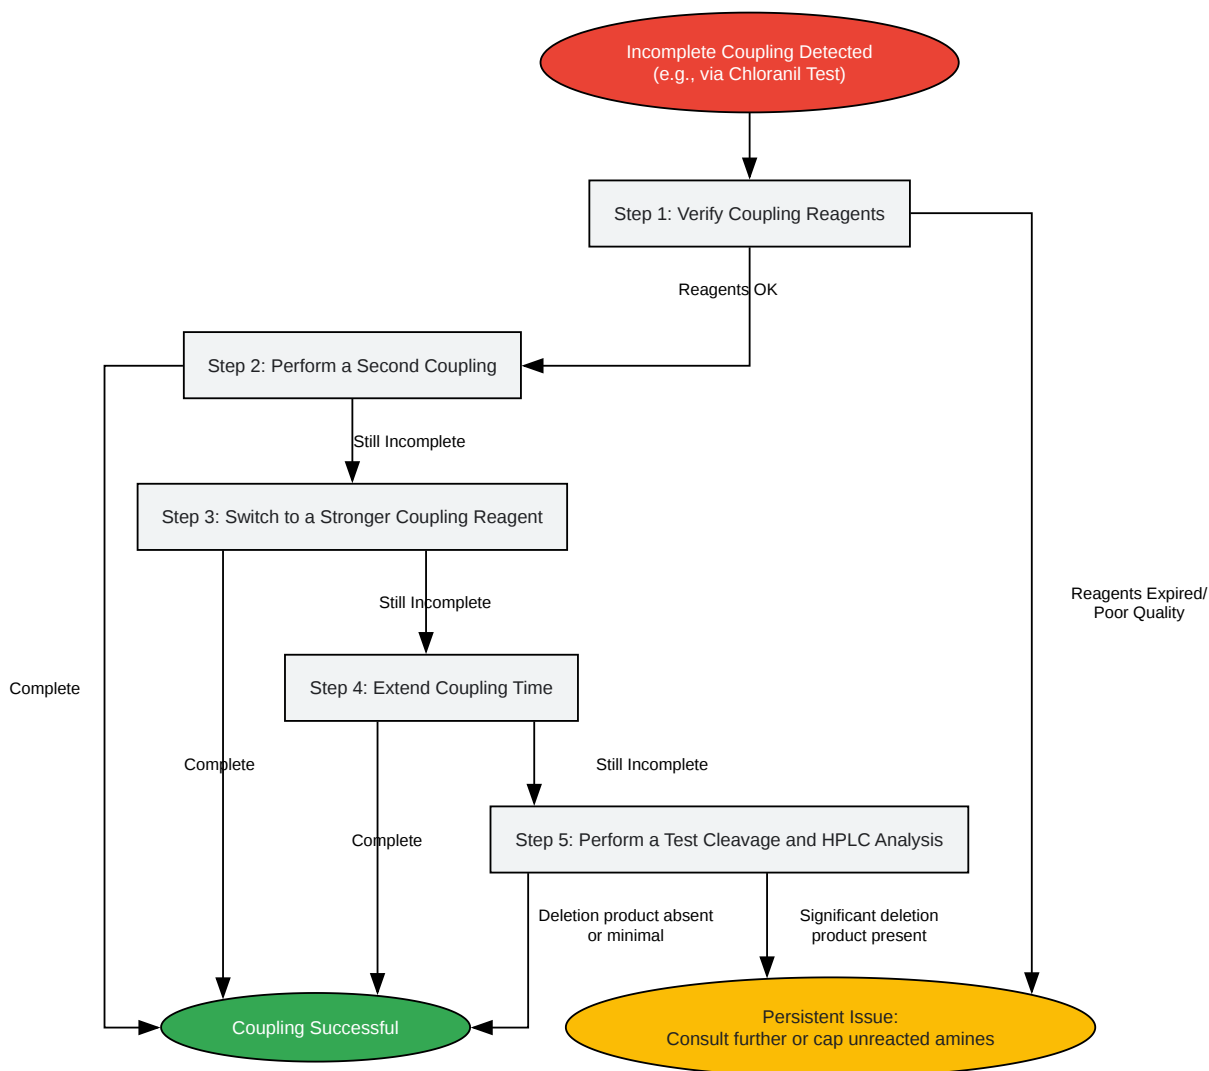 Incomplete Coupling Detected
(e.g., via Chloranil Test)
Step 1: Verify Coupling Reagents
Reagents OK
Step 2: Perform a Second Coupling
Still Incomplete
Step 3: Switch to a Stronger Coupling Reagent
Still Incomplete
Reagents Expired/
Poor Quality
Step 4: Extend Coupling Time
Complete
Complete
Still Incomplete
Complete
Step 5: Perform a Test Cleavage and HPLC Analysis
Deletion product absent
or minimal
Significant deletion
product present
Coupling Successful
Persistent Issue:
Consult further or cap unreacted amines